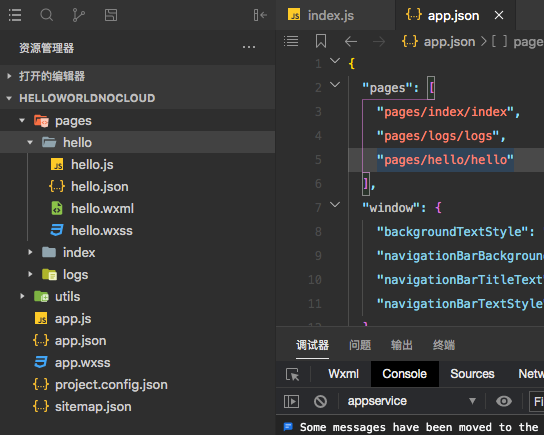 index.js
app.json
资源管理器
app.json > [ ] page
打开的编辑器
HELLOWORLDNOCLOUD
pages
hello
hello.js
hello.json
hello.wxml
hello.wxss
index
logs
utils
app.js
app.json
app.wxss
project.config.json
sitemap.json
1 {
2 "pages": [
3 "pages/index/index",
4 "pages/logs/logs",
5 "pages/hello/hello"
6 ],
7 "window": {
8 "backgroundTextStyle":
9 "navigationBarBackground
10 "navigationBarTitleText
11 "navigationBarTextStyle
调试器 问题 输出 终端
Wxml Console Sources Netw
appservice Fi
Some messages have been moved to the